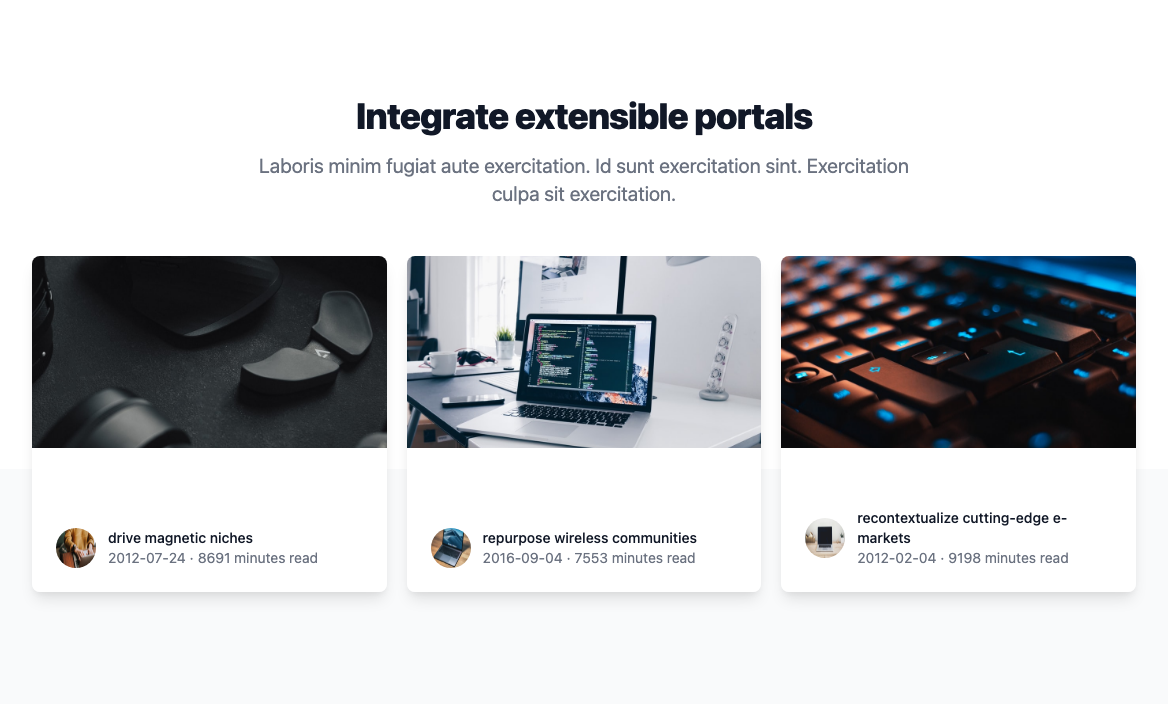 Integrate extensible portals
Laboris minim fugiat aute exercitation. Id sunt exercitation sint. Exercitation
culpa sit exercitation.
drive magnetic niches
2012-07-24 · 8691 minutes read
repurpose wireless communities
2016-09-04 · 7553 minutes read
recontextualize cutting-edge e-
markets
2012-02-04 · 9198 minutes read